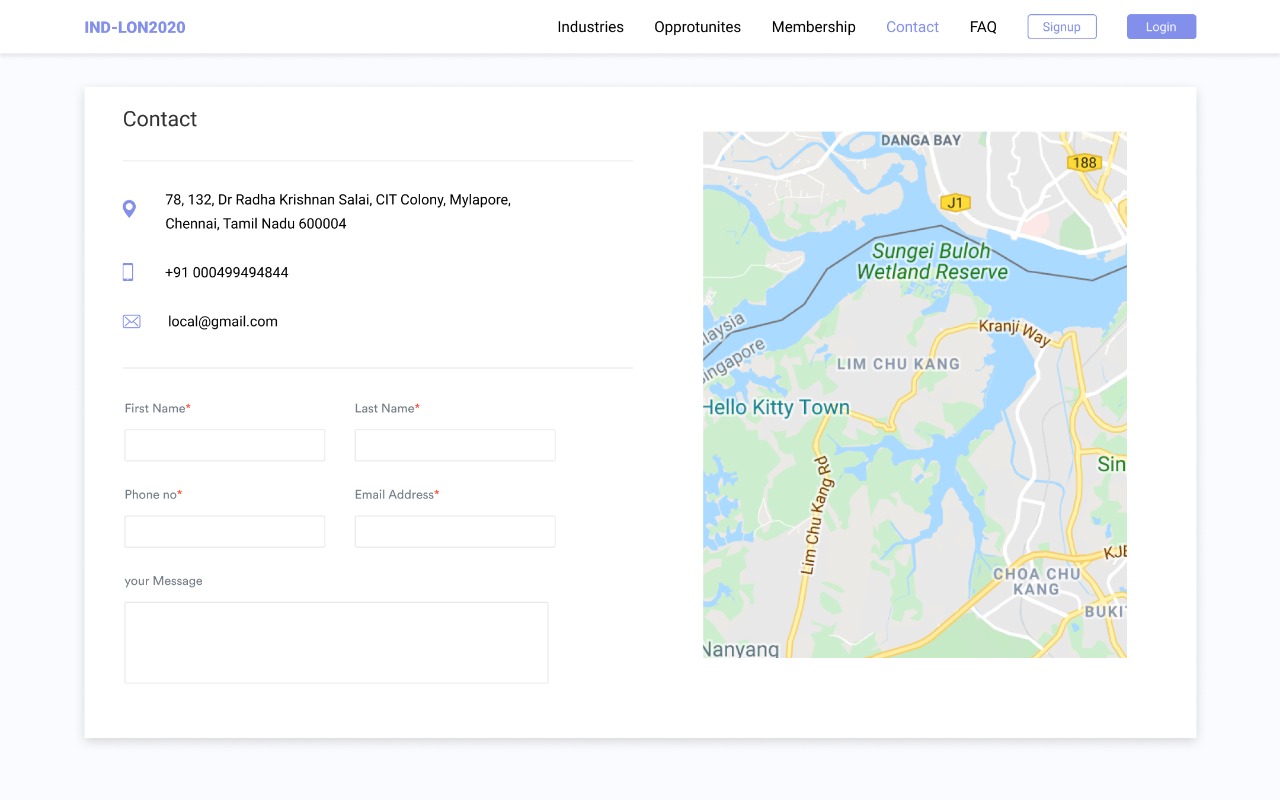 IND-LON2020
Industries
Opprotunites
Membership
Contact
FAQ
Signup
Login
Contact
78, 132, Dr Radha Krishnan Salai, CIT Colony, Mylapore,
Chennai, Tamil Nadu 600004
+91 000499494844
local@gmail.com
First Name*
Last Name*
Phone no*
Email Address*
your Message
DANGA BAY
188
J1
Sungei Buloh
Wetland Reserve
Kranji Way
laysia
ingapore
LIM CHU KANG
Hello Kitty Town
Lim Chu Kang Rd
Sin
KJE
CHOA CHU
KANG
BUKIT
Nanyang